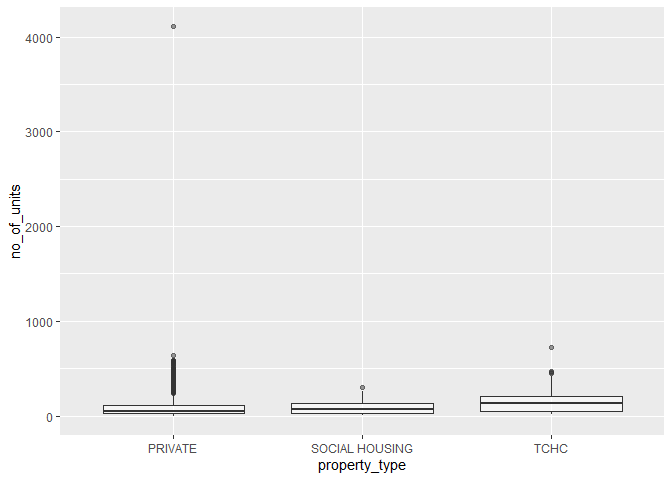 4000
3000
2000
1000
0
no_of_units
PRIVATE
SOCIAL HOUSING
TCHC
property_type